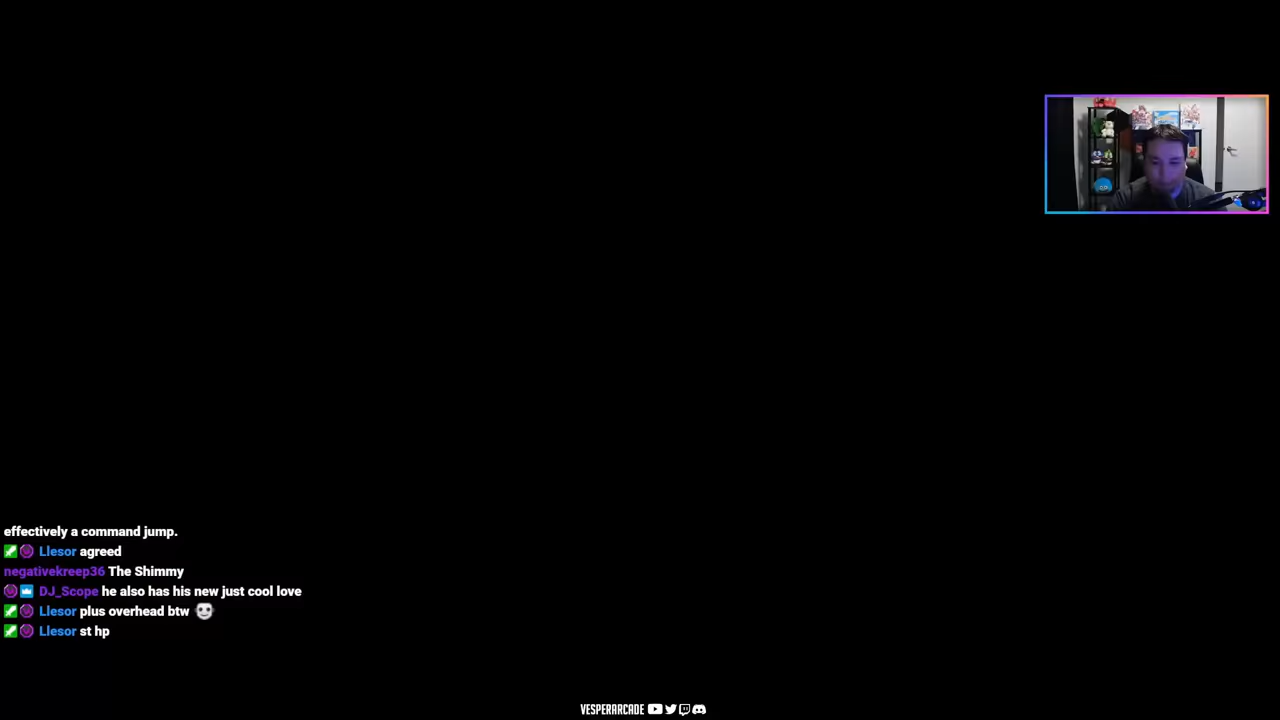 effectively a command jump.
Llesor agreed
negativekreep36 The Shimmy
DJ_Scope he also has his new just cool love
Llesor plus overhead btw
Llesor st hp
VESPERARCADE